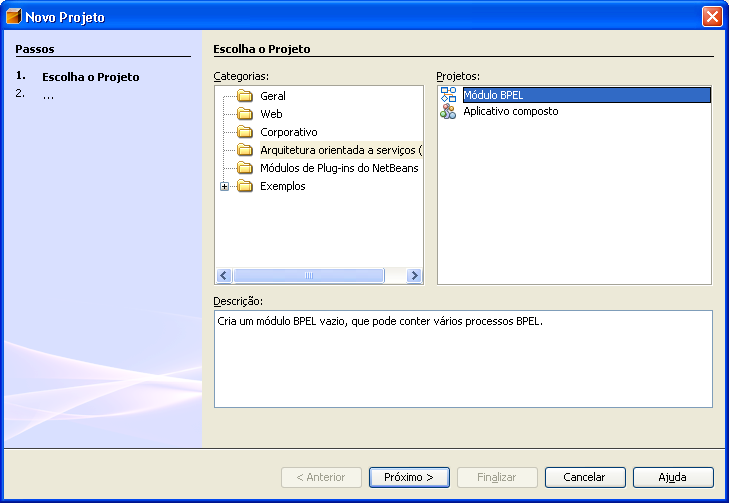 Novo Projeto
Passos
1. Escolha o Projeto
2. ...
Escolha o Projeto
Categorias:
Geral
Web
Corporativo
Arquitetura orientada a serviços (
Módulos de Plug-ins do NetBeans
Exemplos
Projetos:
Módulo BPEL
Aplicativo composto
Descrição:
Cria um módulo BPEL vazio, que pode conter vários processos BPEL.
< Anterior
Próximo >
Finalizar
Cancelar
Ajuda